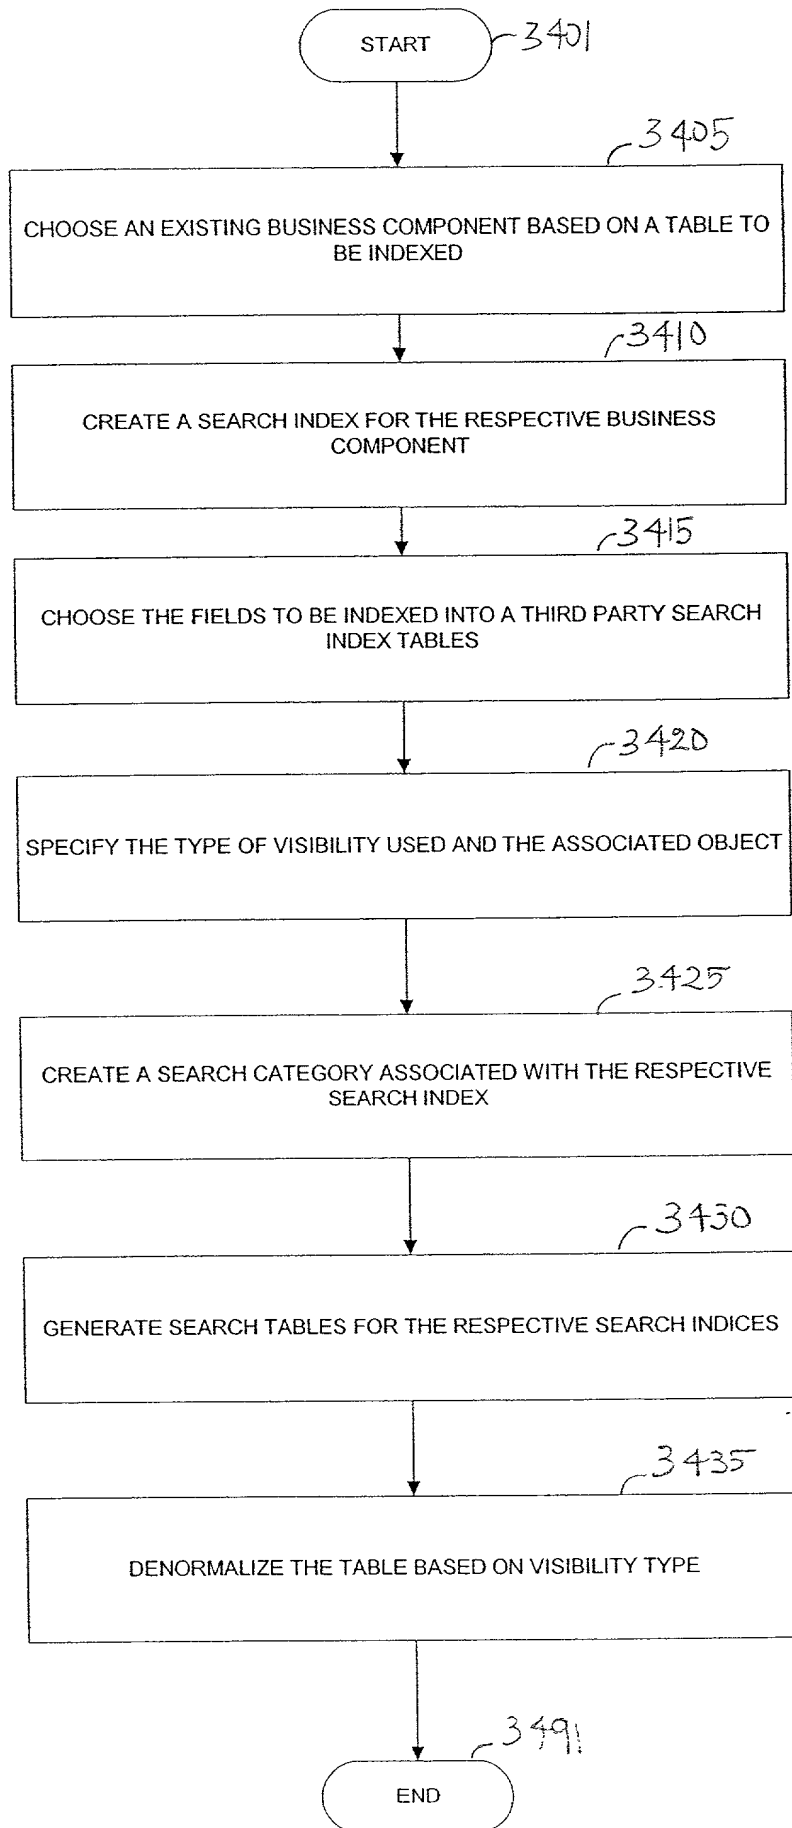 START
3401
3405
CHOOSE AN EXISTING BUSINESS COMPONENT BASED ON A TABLE TO
BE INDEXED
3410
CREATE A SEARCH INDEX FOR THE RESPECTIVE BUSINESS
COMPONENT
3415
CHOOSE THE FIELDS TO BE INDEXED INTO A THIRD PARTY SEARCH
INDEX TABLES
3420
SPECIFY THE TYPE OF VISIBILITY USED AND THE ASSOCIATED OBJECT
3425
CREATE A SEARCH CATEGORY ASSOCIATED WITH THE RESPECTIVE
SEARCH INDEX
3430
GENERATE SEARCH TABLES FOR THE RESPECTIVE SEARCH INDICES
3435
DENORMALIZE THE TABLE BASED ON VISIBILITY TYPE
3491
END